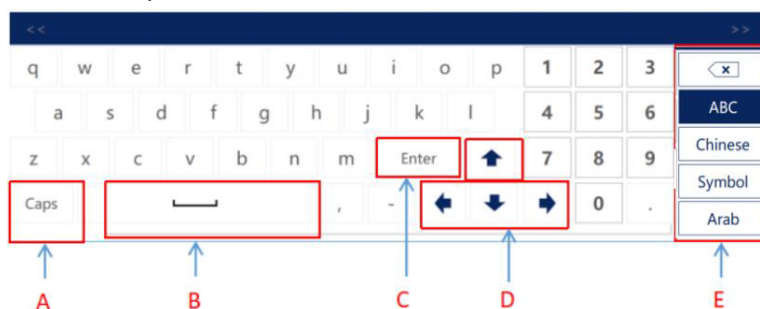 << >>
q w e r t y u i o p 1 2 3
a s d f g h j k l 4 5 6 ABC
z x c v b n m Enter 7 8 9 Chinese
Symbol
Caps , - 0 . Arab
A B C D E